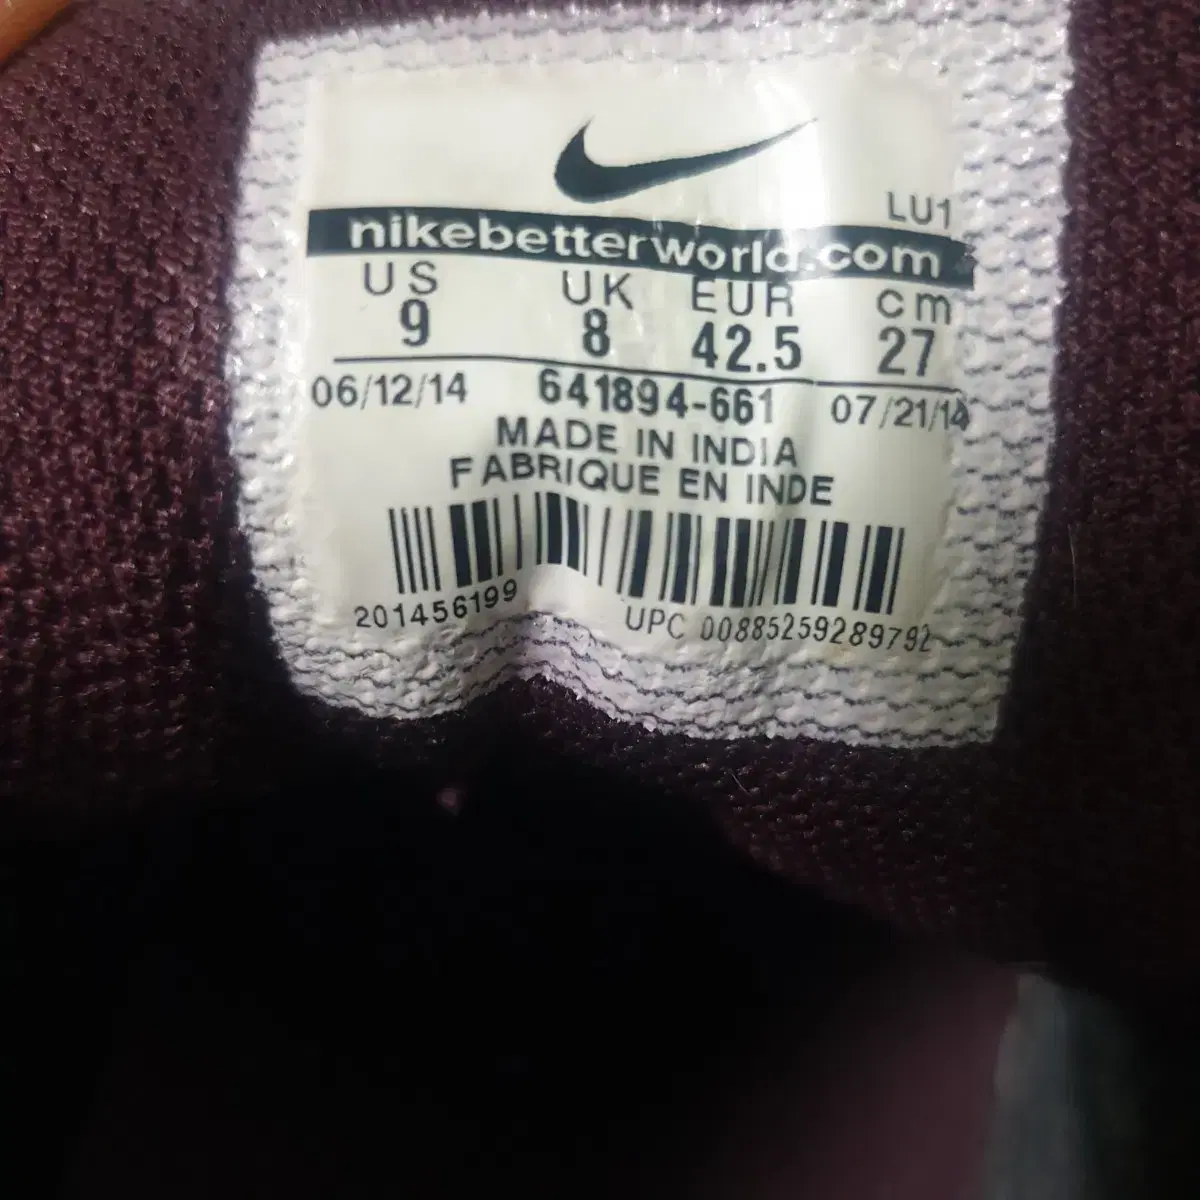 LU1
nikebetterworld.com
US UK EUR cm
9 8 42.5 27
06/12/14 641894-661 07/21/14
MADE IN INDIA
FABRIQUE EN INDE
201456199 UPC 00885259289792